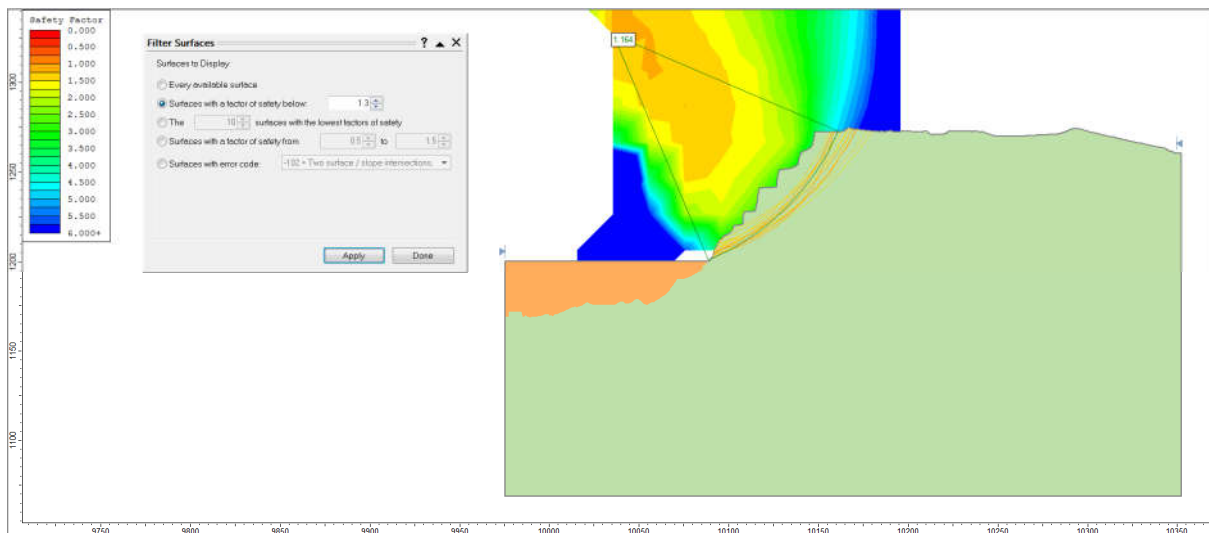 Safety Factor
0.000
0.500
1.000
1.500
2.000
2.500
3.000
3.500
4.000
4.500
5.000
5.500
6.000+
Filter Surfaces ? X
Surfaces to Display
Every available surface
Surfaces with a factor of safety below: 1.3
The 10 surfaces with the lowest factors of safety
Surfaces with a factor of safety from 0.5 to 1.5
Surfaces with error code: -102 = Two surface / slope intersections,
Apply Done
1.164
1300
1250
1200
1150
1100
9750 9800 9850 9900 9950 10000 10050 10100 10150 10200 10250 10300 10350